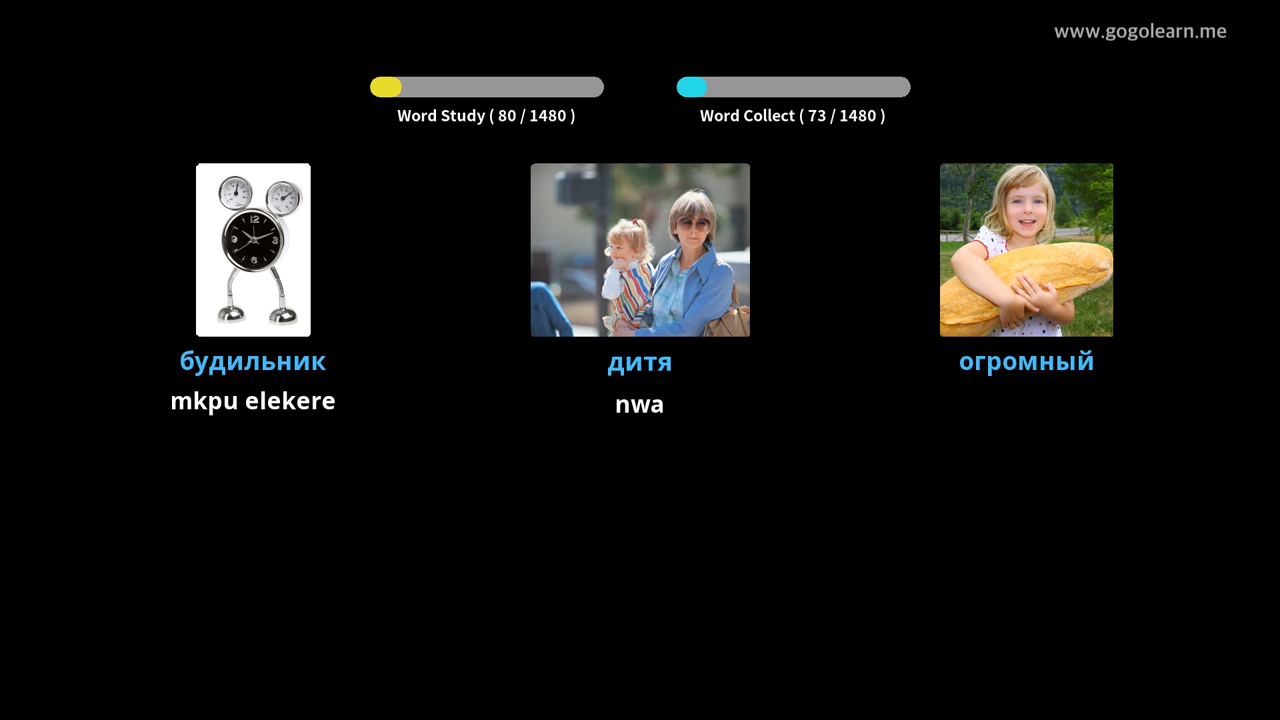 www.gogolearn.me
Word Study ( 80 / 1480 )
Word Collect ( 73 / 1480 )
будильник
mkpu elekere
дитя
nwa
огромный